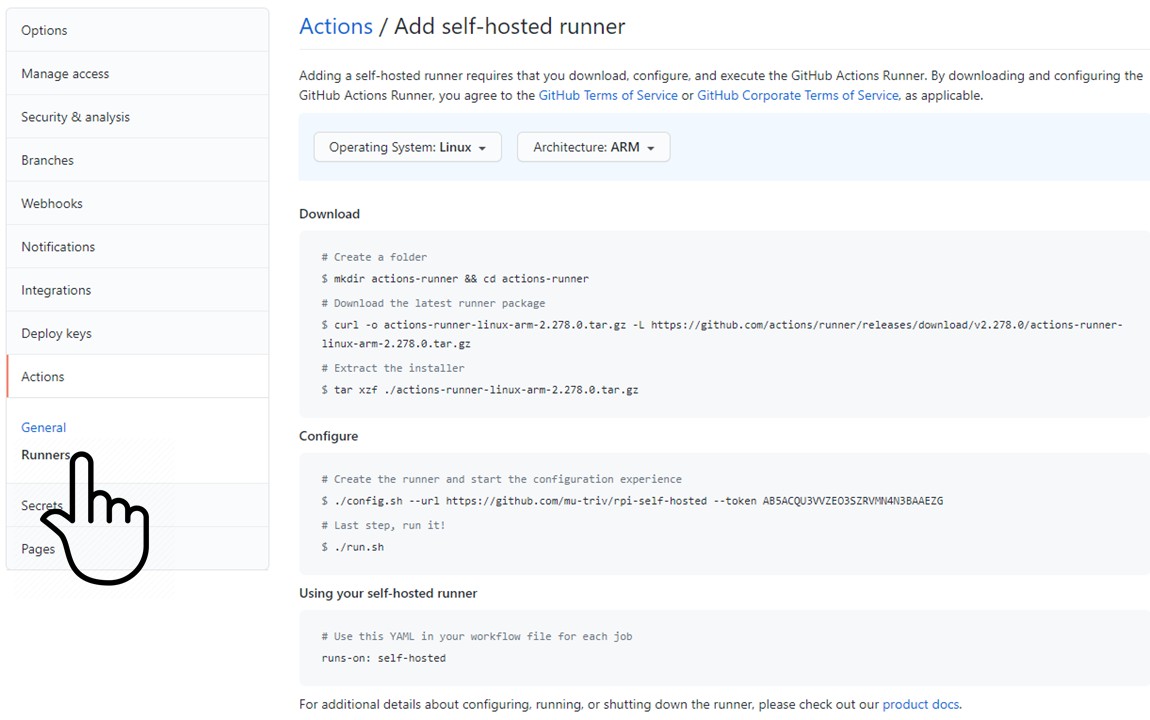 Options
Manage access
Security & analysis
Branches
Webhooks
Notifications
Integrations
Deploy keys
Actions
General
Runners
Secrets
Pages
Actions / Add self-hosted runner
Adding a self-hosted runner requires that you download, configure, and execute the GitHub Actions Runner. By downloading and configuring the
GitHub Actions Runner, you agree to the GitHub Terms of Service or GitHub Corporate Terms of Service, as applicable.
Operating System: Linux
Architecture: ARM
Download
# Create a folder
$ mkdir actions-runner && cd actions-runner
# Download the latest runner package
$ curl -o actions-runner-linux-arm-2.278.0.tar.gz -L https://github.com/actions/runner/releases/download/v2.278.0/actions-runner-
linux-arm-2.278.0.tar.gz
# Extract the installer
$ tar xzf ./actions-runner-linux-arm-2.278.0.tar.gz
Configure
# Create the runner and start the configuration experience
$ ./config.sh --url https://github.com/mu-triv/rpi-self-hosted --token AB5ACQU3VVZEO3SZRVMN4N3BAAEZG
# Last step, run it!
$ ./run.sh
Using your self-hosted runner
# Use this YAML in your workflow file for each job
runs-on: self-hosted
For additional details about configuring, running, or shutting down the runner, please check out our product docs.